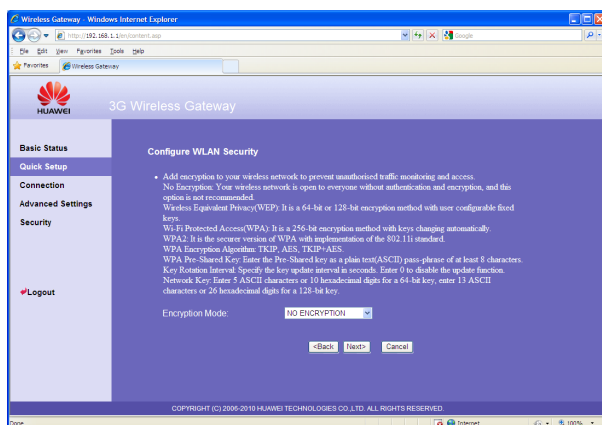 Wireless Gateway - Windows Internet Explorer
http://192.168.1.1/en/content.asp
Google
File Edit View Favorites Tools Help
Favorites
Wireless Gateway
HUAWEI
3G Wireless Gateway
Basic Status
Quick Setup
Connection
Advanced Settings
Security
Logout
Configure WLAN Security
• Add encryption to your wireless network to prevent unauthorised traffic monitoring and access.
No Encryption: Your wireless network is open to everyone without authentication and encryption, and this
option is not recommended.
Wireless Equivalent Privacy(WEP): It is a 64-bit or 128-bit encryption method with user configurable fixed
keys.
Wi-Fi Protected Access(WPA): It is a 256-bit encryption method with keys changing automatically.
WPA2: It is the securer version of WPA with implementation of the 802.11i standard.
WPA Encryption Algorithm: TKIP, AES, TKIP+AES.
WPA Pre-Shared Key: Enter the Pre-Shared key as a plain text(ASCII) pass-phrase of at least 8 characters.
Key Rotation Interval: Specify the key update interval in seconds. Enter 0 to disable the update function.
Network Key: Enter 5 ASCII characters or 10 hexadecimal digits for a 64-bit key, enter 13 ASCII
characters or 26 hexadecimal digits for a 128-bit key.
Encryption Mode: NO ENCRYPTION
<Back Next> Cancel
COPYRIGHT (C) 2006-2010 HUAWEI TECHNOLOGIES CO.,LTD. ALL RIGHTS RESERVED.
Done Internet 100%